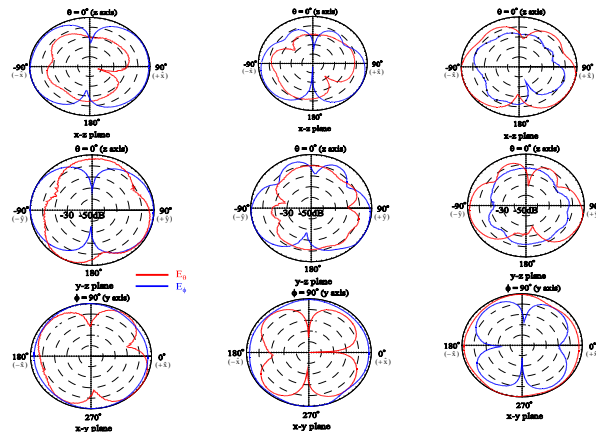 θ = 0° (z axis) θ = 0° (z axis) θ = 0° (z axis)
-90° 90° -90° 90° -90° 90°
(−x̂) (+x̂) (−x̂) (+x̂) (−x̂) (+x̂)
180° 180° 180°
x-z plane x-z plane x-z plane
θ = 0° (z axis) θ = 0° (z axis) θ = 0° (z axis)
-90° -30 -50dB 90° -90° -30 -50dB 90° -90° -30 -50dB 90°
(−ŷ) (+ŷ) (−ŷ) (+ŷ) (−ŷ) (+ŷ)
180° 180° 180°
y-z plane y-z plane y-z plane
E_θ
E_ϕ
ϕ = 90° (y axis) ϕ = 90° (y axis) ϕ = 90° (y axis)
180° 0° 180° 0° 180° 0°
(−x̂) (+x̂) (−x̂) (+x̂) (−x̂) (+x̂)
270° 270° 270°
x-y plane x-y plane x-y plane